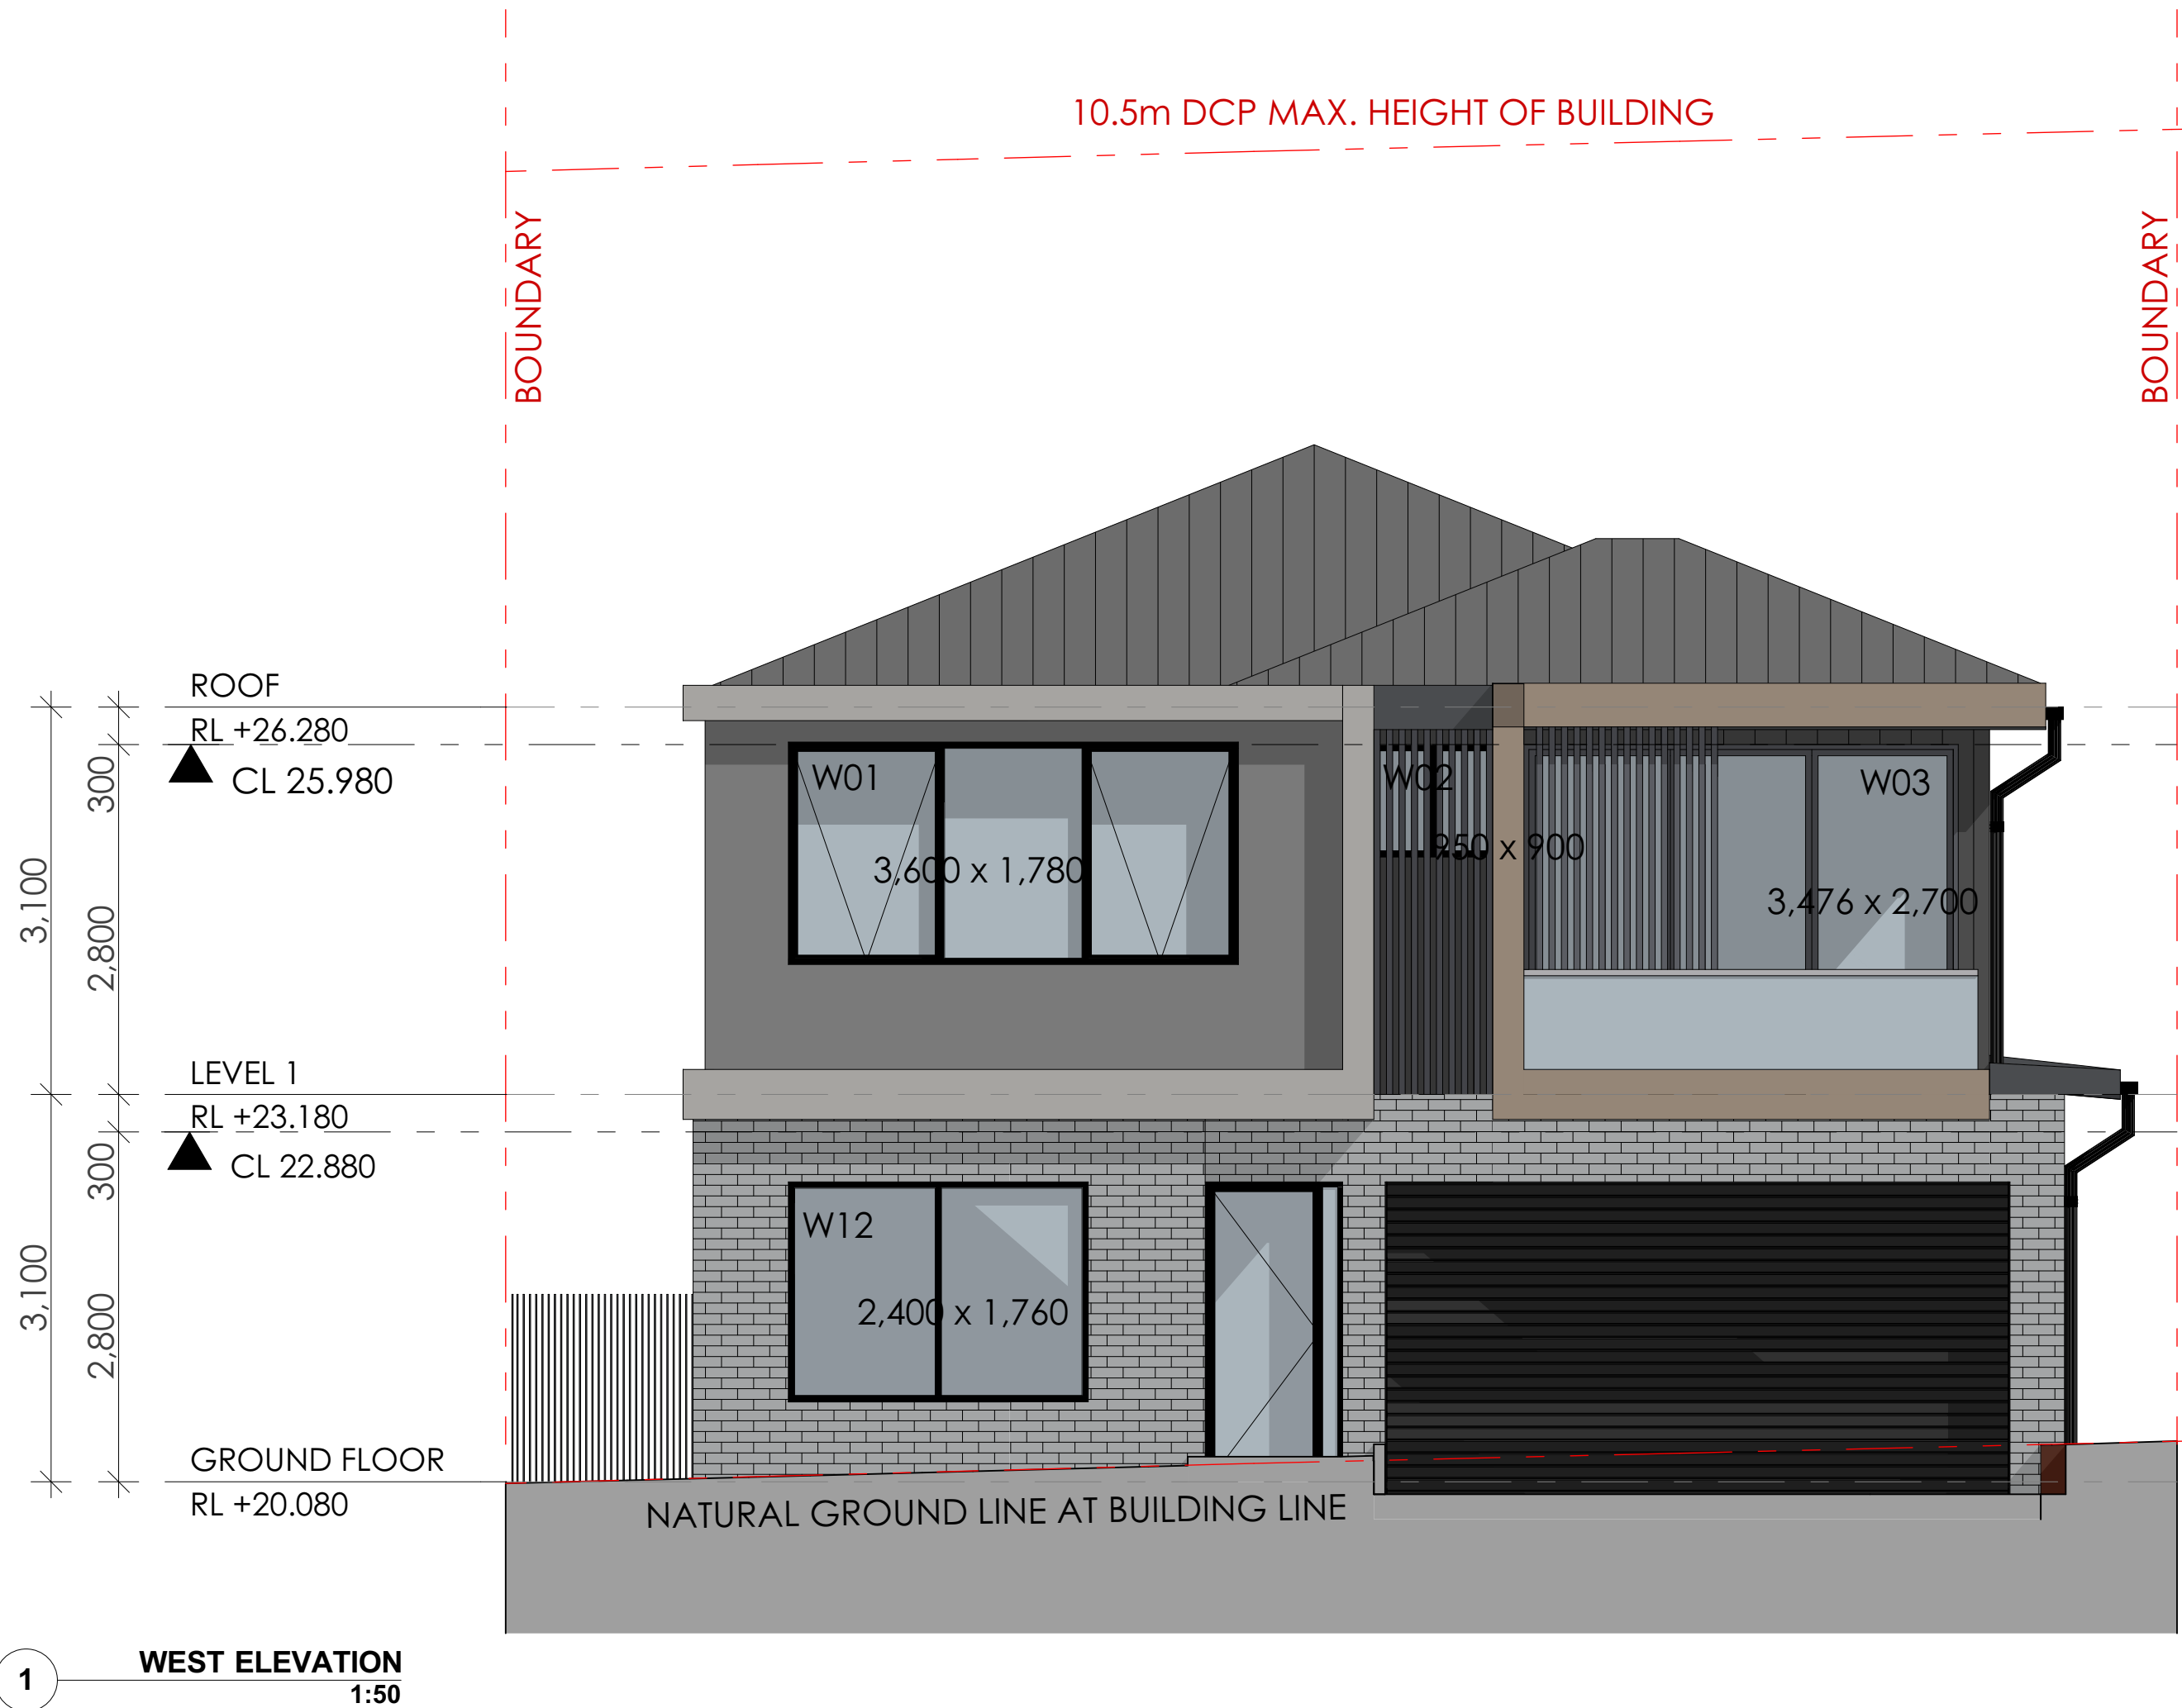 10.5m DCP MAX. HEIGHT OF BUILDING
BOUNDARY
BOUNDARY
ROOF
RL +26.280
CL 25.980
300
3,100
2,800
W01
3,600 x 1,780
W02
950 x 900
W03
3,476 x 2,700
LEVEL 1
RL +23.180
CL 22.880
300
3,100
2,800
W12
2,400 x 1,760
GROUND FLOOR
RL +20.080
NATURAL GROUND LINE AT BUILDING LINE
1
WEST ELEVATION
1:50